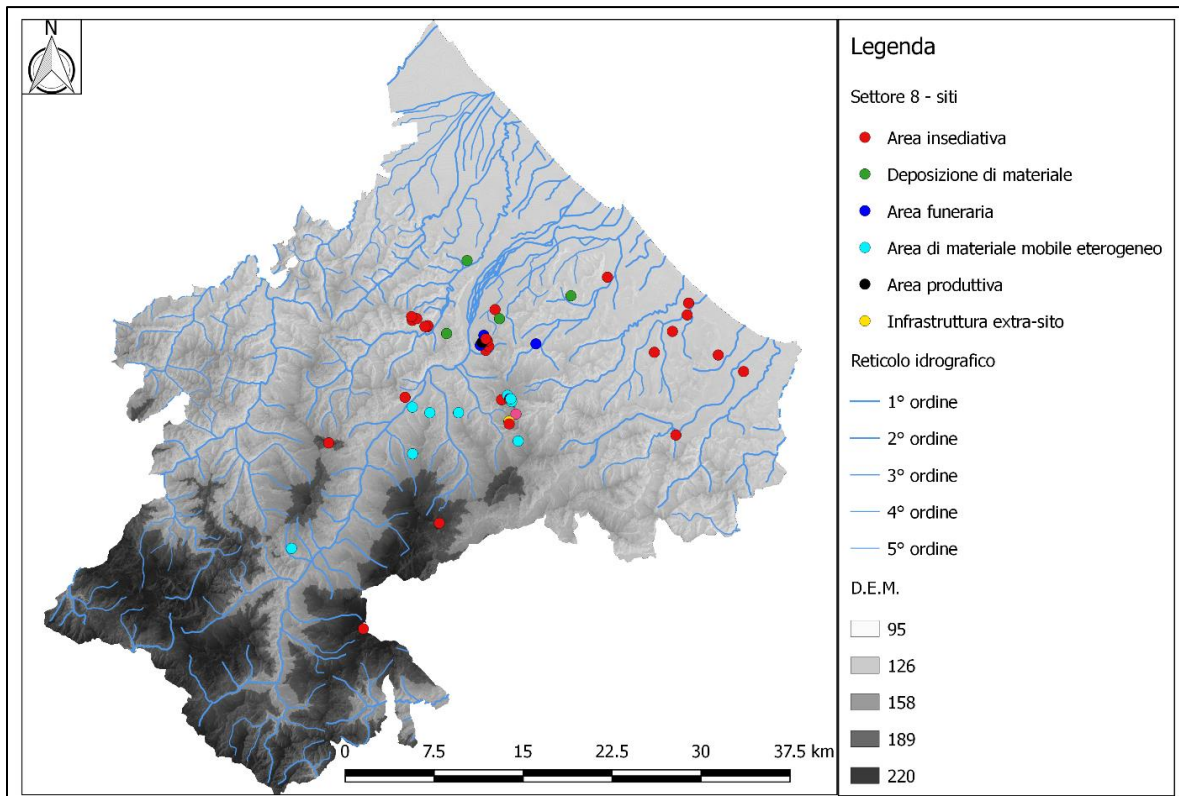 N
Legenda
Settore 8 - siti
Area insediativa
Deposizione di materiale
Area funeraria
Area di materiale mobile eterogeneo
Area produttiva
Infrastruttura extra-sito
Reticolo idrografico
1° ordine
2° ordine
3° ordine
4° ordine
5° ordine
D.E.M.
95
126
158
189
220
0 7.5 15 22.5 30 37.5 km